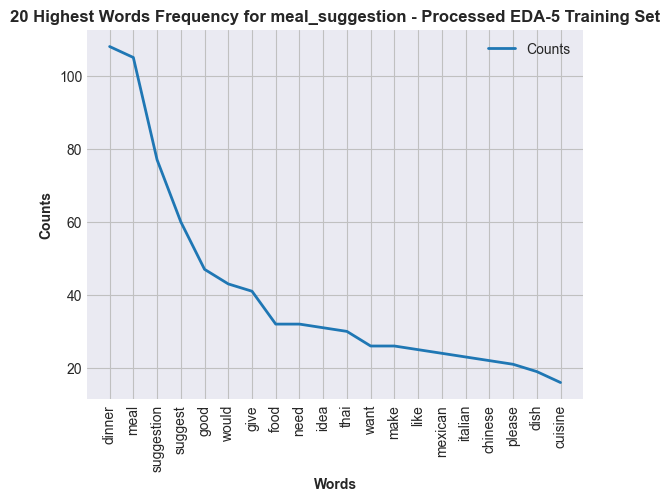 20 Highest Words Frequency for meal_suggestion - Processed EDA-5 Training Set
Counts
100
80
60
40
20
Counts
dinner
meal
suggestion
suggest
good
would
give
food
need
idea
thai
want
make
like
mexican
italian
chinese
please
dish
cuisine
Words